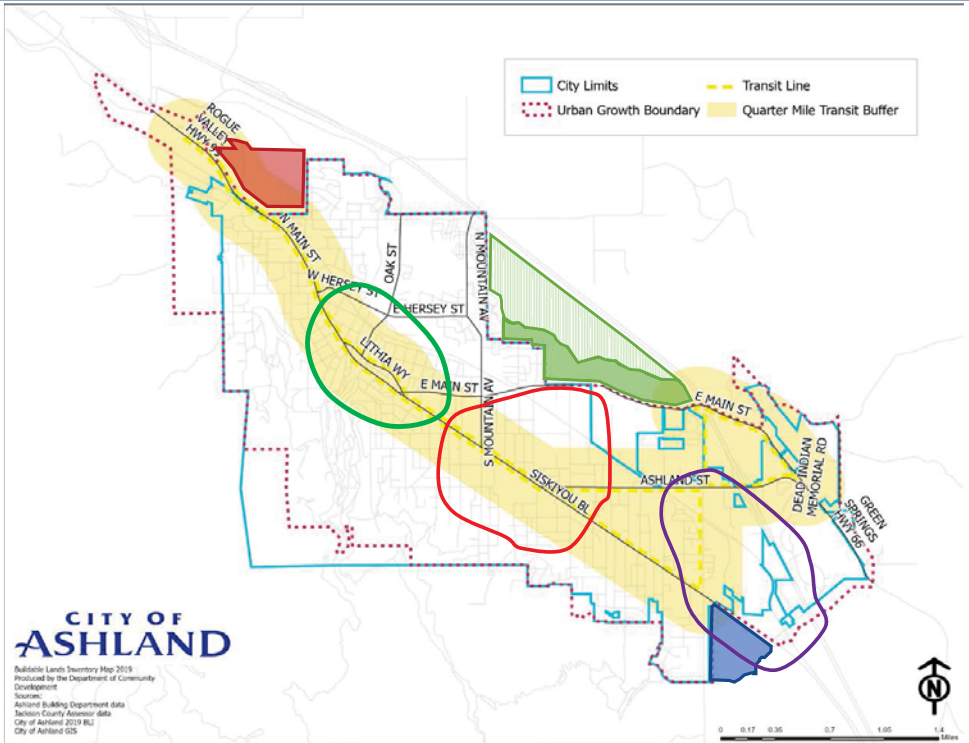 City Limits
Transit Line
Urban Growth Boundary
Quarter Mile Transit Buffer
ROGUE
VALLEY
HWY 99
N MAIN ST
W HERSEY ST
OAK ST
E HERSEY ST
N MOUNTAIN AV
LITHIA WY
E MAIN ST
S MOUNTAIN AV
E MAIN ST
SISKIYOU BL
ASHLAND ST
DEAD INDIAN
MEMORIAL RD
GREEN
SPRINGS
HWY 66
CITY OF
ASHLAND
Buildable Lands Inventory Map 2019
Produced by the Department of Community
Development
Sources:
Ashland Building Department data
Jackson County Assessor data
City of Ashland 2019 BLI
City of Ashland GIS
N
0 0.17 0.35 0.7 1.05 1.4
Miles